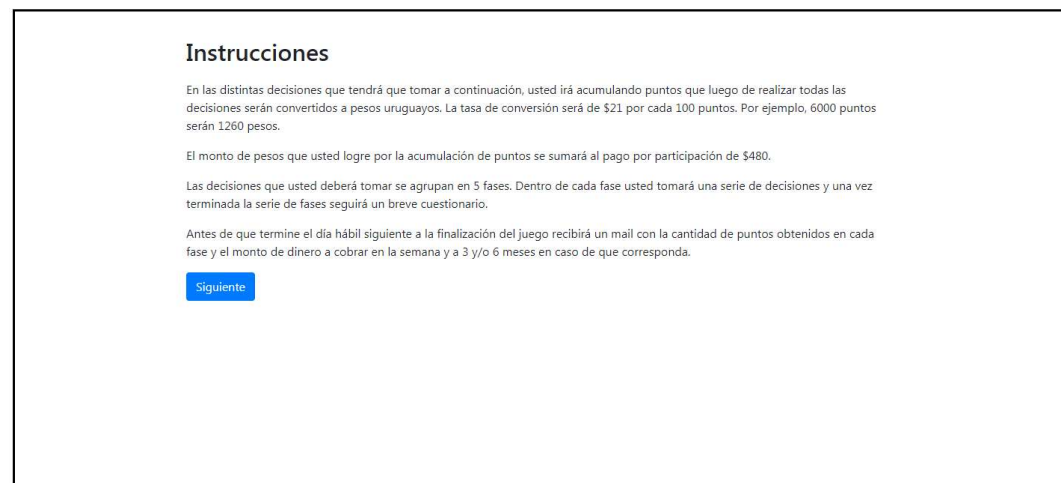 Instrucciones
En las distintas decisiones que tendrá que tomar a continuación, usted irá acumulando puntos que luego de realizar todas las
decisiones serán convertidos a pesos uruguayos. La tasa de conversión será de $21 por cada 100 puntos. Por ejemplo, 6000 puntos
serán 1260 pesos.
El monto de pesos que usted logre por la acumulación de puntos se sumará al pago por participación de $480.
Las decisiones que usted deberá tomar se agrupan en 5 fases. Dentro de cada fase usted tomará una serie de decisiones y una vez
terminada la serie de fases seguirá un breve cuestionario.
Antes de que termine el día hábil siguiente a la finalización del juego recibirá un mail con la cantidad de puntos obtenidos en cada
fase y el monto de dinero a cobrar en la semana y a 3 y/o 6 meses en caso de que corresponda.
Siguiente